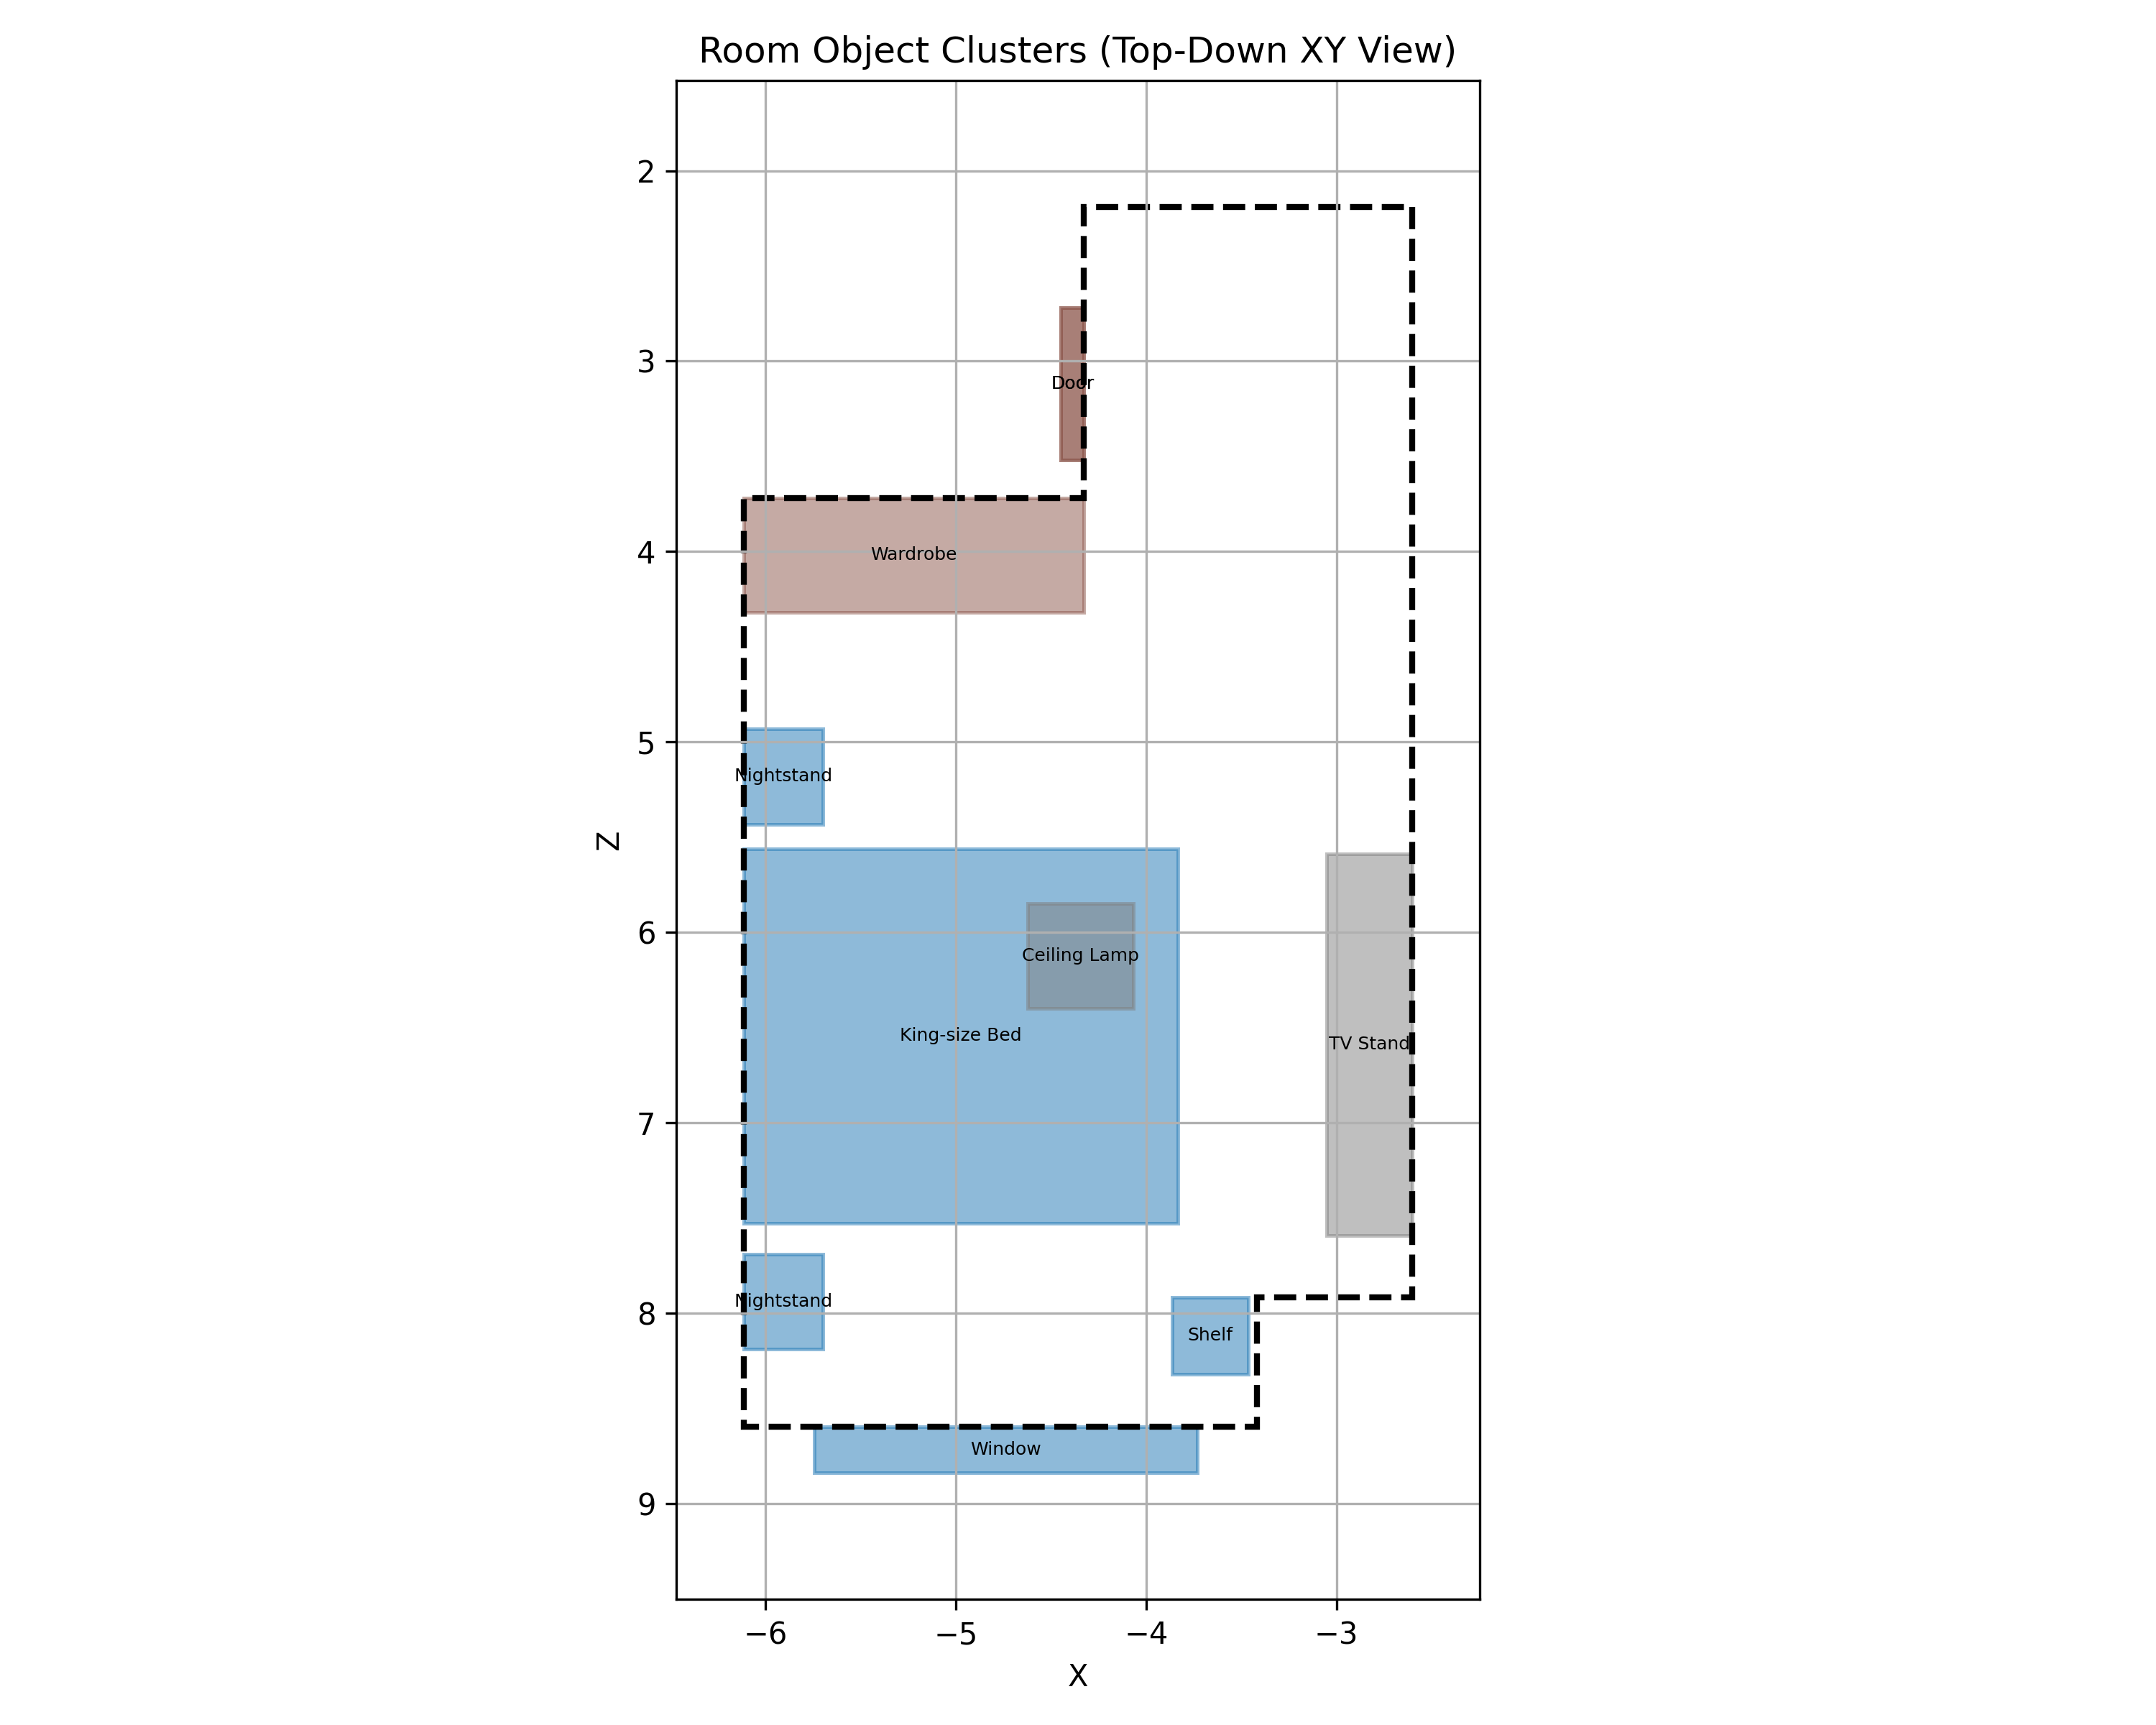 Room Object Clusters (Top-Down XY View)
2
3
Door
4
Wardrobe
5
Nightstand
Z
6
Ceiling Lamp
King-size Bed
TV Stand
7
8
Nightstand
Shelf
Window
9
−6
−5
−4
−3
X